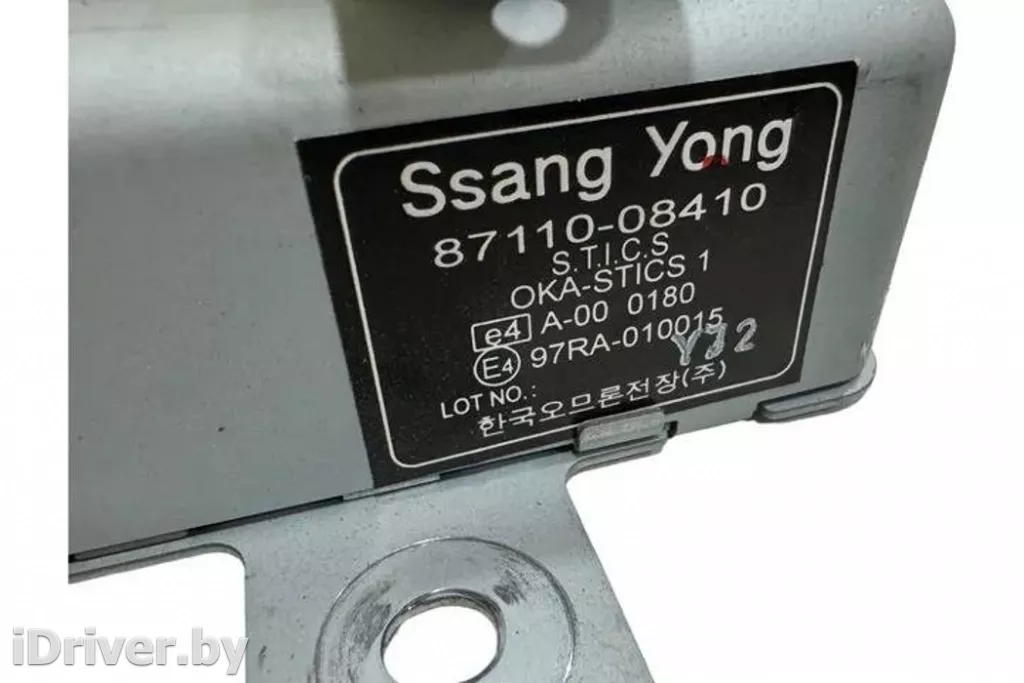 Ssang Yong
87110-08410
S.T.I.C.S
OKA-STICS 1
e4 A-00 0180
E4 97RA-010015
YJ2
LOT NO.:
한국오므론전장(주)
iDriver.by